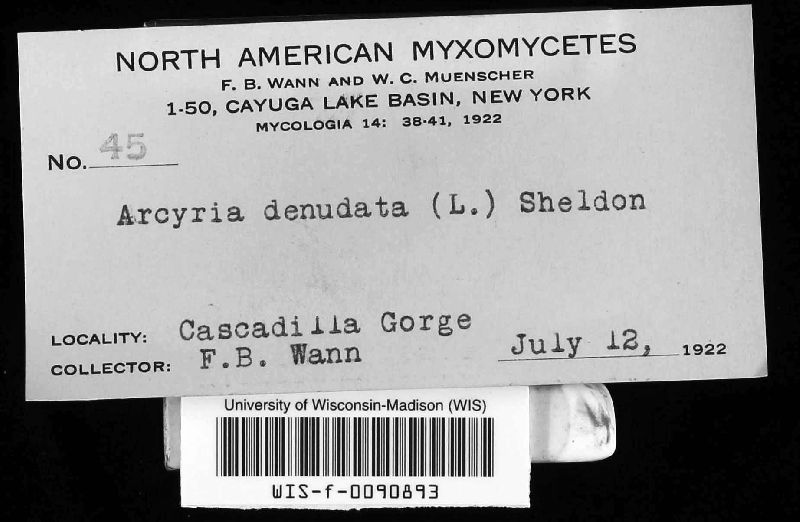 NORTH AMERICAN MYXOMYCETES
F. B. WANN AND W. C. MUENSCHER
1-50, CAYUGA LAKE BASIN, NEW YORK
MYCOLOGIA 14: 38-41, 1922
No. 45
Arcyria denudata (L.) Sheldon
LOCALITY: Cascadilla Gorge
COLLECTOR: F.B. Wann July 12, 1922
University of Wisconsin-Madison (WIS)
WIS-f-0090893